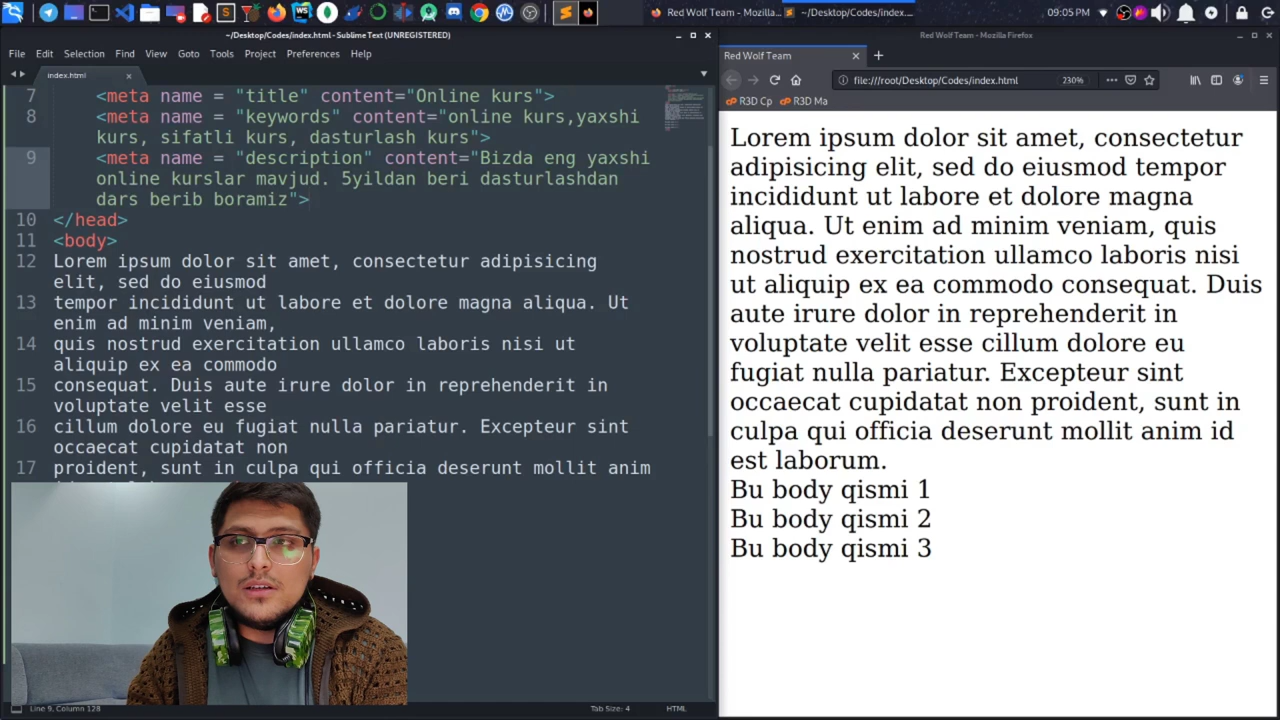 ~/Desktop/Codes/index.html - Sublime Text (UNREGISTERED)
File Edit Selection Find View Goto Tools Project Preferences Help
index.html
7 <meta name = "title" content="Online kurs">
8 <meta name = "keywords" content="online kurs,yaxshi
kurs, sifatli kurs, dasturlash kurs">
9 <meta name = "description" content="Bizda eng yaxshi
online kurslar mavjud. 5yildan beri dasturlashdan
dars berib boramiz">
10 </head>
11 <body>
12 Lorem ipsum dolor sit amet, consectetur adipisicing
elit, sed do eiusmod
13 tempor incididunt ut labore et dolore magna aliqua. Ut
enim ad minim veniam,
14 quis nostrud exercitation ullamco laboris nisi ut
aliquip ex ea commodo
15 consequat. Duis aute irure dolor in reprehenderit in
voluptate velit esse
16 cillum dolore eu fugiat nulla pariatur. Excepteur sint
occaecat cupidatat non
17 proident, sunt in culpa qui officia deserunt mollit anim
Line 9, Column 128
Tab Size: 4
HTML
Red Wolf Team - Mozilla...
~/Desktop/Codes/index....
09:05 PM
Red Wolf Team - Mozilla Firefox
Red Wolf Team
file:///root/Desktop/Codes/index.html
230%
R3D Cp R3D Ma
Lorem ipsum dolor sit amet, consectetur
adipisicing elit, sed do eiusmod tempor
incididunt ut labore et dolore magna
aliqua. Ut enim ad minim veniam, quis
nostrud exercitation ullamco laboris nisi
ut aliquip ex ea commodo consequat. Duis
aute irure dolor in reprehenderit in
voluptate velit esse cillum dolore eu
fugiat nulla pariatur. Excepteur sint
occaecat cupidatat non proident, sunt in
culpa qui officia deserunt mollit anim id
est laborum.
Bu body qismi 1
Bu body qismi 2
Bu body qismi 3